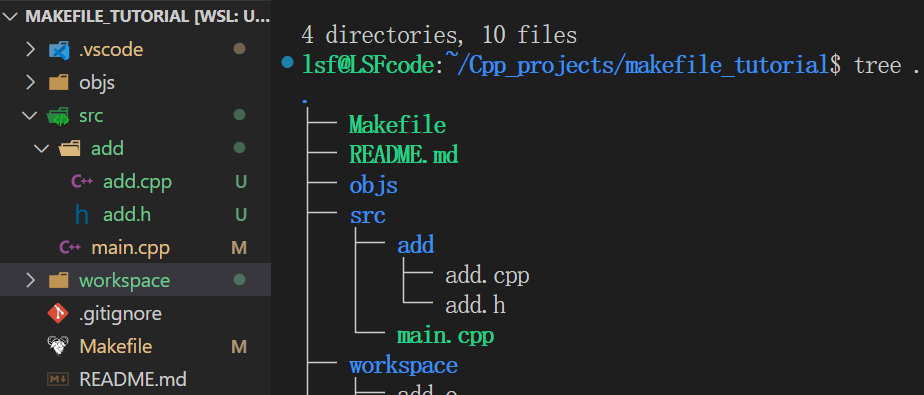 MAKEFILE_TUTORIAL [WSL: U...
.vscode
objs
src
add
add.cpp U
add.h U
main.cpp M
workspace
.gitignore
Makefile M
README.md
4 directories, 10 files
lsf@LSFcode:~/Cpp_projects/makefile_tutorial$ tree .
.
Makefile
README.md
objs
src
add
add.cpp
add.h
main.cpp
workspace